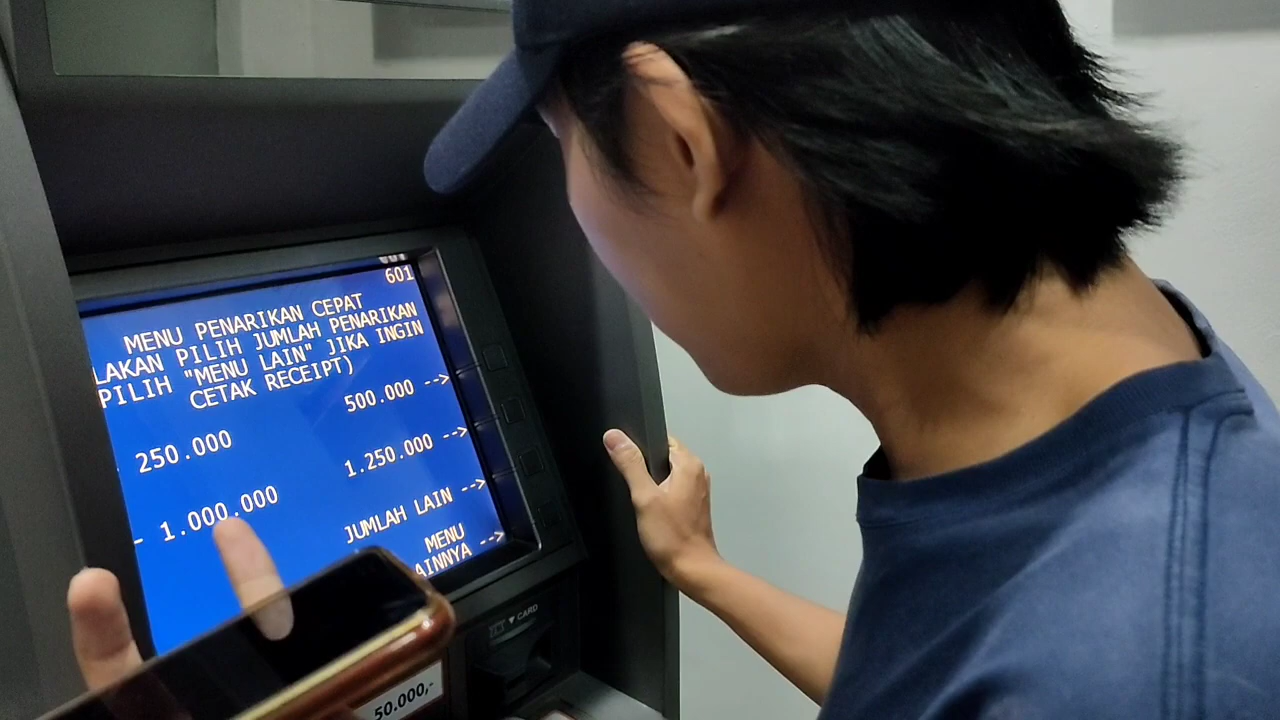 601
MENU PENARIKAN CEPAT
LAKAN PILIH JUMLAH PENARIKAN
PILIH "MENU LAIN" JIKA INGIN
CETAK RECEIPT)
500.000 -->
250.000
1.250.000 -->
- 1.000.000
JUMLAH LAIN -->
MENU
AINNYA -->
CARD
50.000,-